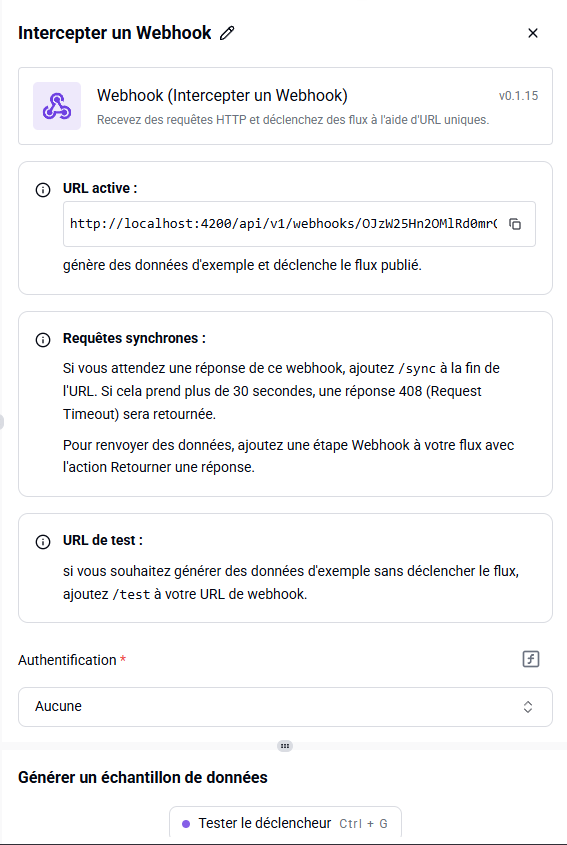 Intercepter un Webhook
Webhook (Intercepter un Webhook)
v0.1.15
Recevez des requêtes HTTP et déclenchez des flux à l'aide d'URL uniques.
URL active :
http://localhost:4200/api/v1/webhooks/OJzW25Hn2OMlRd0mr
génère des données d'exemple et déclenche le flux publié.
Requêtes synchrones :
Si vous attendez une réponse de ce webhook, ajoutez /sync à la fin de
l'URL. Si cela prend plus de 30 secondes, une réponse 408 (Request
Timeout) sera retournée.
Pour renvoyer des données, ajoutez une étape Webhook à votre flux avec
l'action Retourner une réponse.
URL de test :
si vous souhaitez générer des données d'exemple sans déclencher le flux,
ajoutez /test à votre URL de webhook.
Authentification *
Aucune
Générer un échantillon de données
Tester le déclencheur Ctrl + G